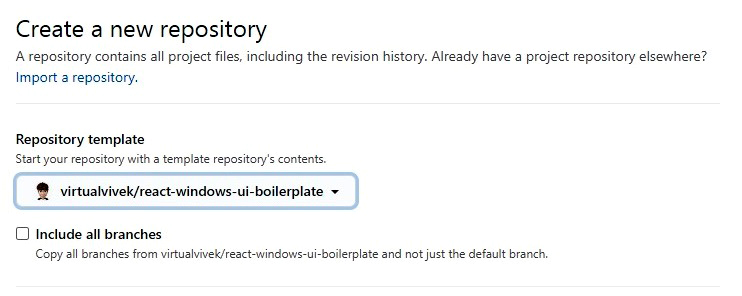 Create a new repository
A repository contains all project files, including the revision history. Already have a project repository elsewhere?
Import a repository.
Repository template
Start your repository with a template repository's contents.
virtualvivek/react-windows-ui-boilerplate
Include all branches
Copy all branches from virtualvivek/react-windows-ui-boilerplate and not just the default branch.